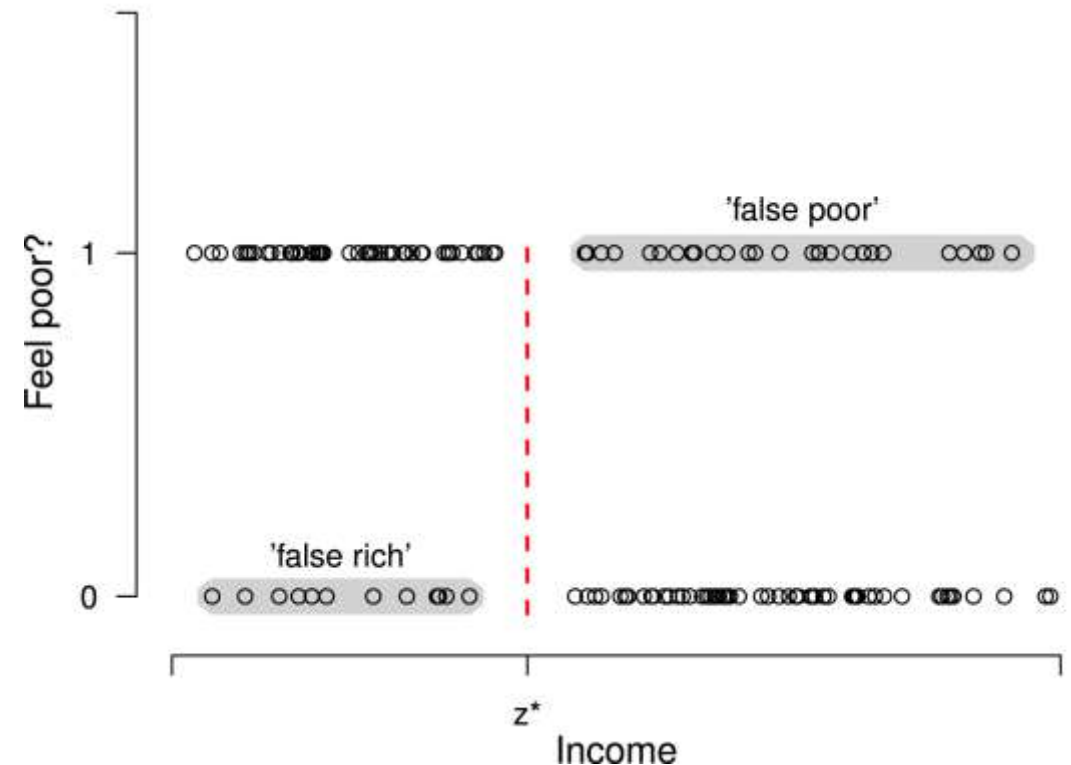 'false poor'
1
Feel poor?
'false rich'
0
z*
Income